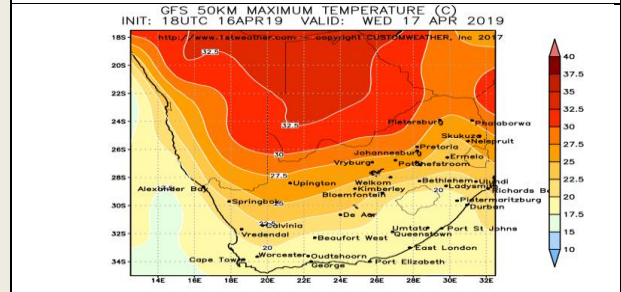 GFS 50KM MAXIMUM TEMPERATURE (C)
INIT: 18UTC 16APR19 VALID: WED 17 APR 2019
http://www.1stweather.com - © copyright CUSTOMWEATHER, Inc 2017
18S
20S
22S
24S
26S
28S
30S
32S
34S
32.5
32.5
30
27.5
25
20
20
Pietersburg
Phalaborwa
Skukuza
Nelspruit
Pretoria
Johannesburg
Ermelo
Vryburg
Potchefstroom
Upington
Welkom
Bethlehem
Ulundi
Alexander Bay
Kimberley
Ladysmith
Richards B
Springbok
Bloemfontein
Pietermaritzburg
Durban
De Aar
Calvinia
Vredendal
Umtata
Port St Johns
Beaufort West
Queenstown
East London
Worcester
Oudtshoorn
Cape Town
George
Port Elizabeth
14E 16E 18E 20E 22E 24E 26E 28E 30E 32E
40
37.5
35
32.5
30
27.5
25
22.5
20
17.5
15
10